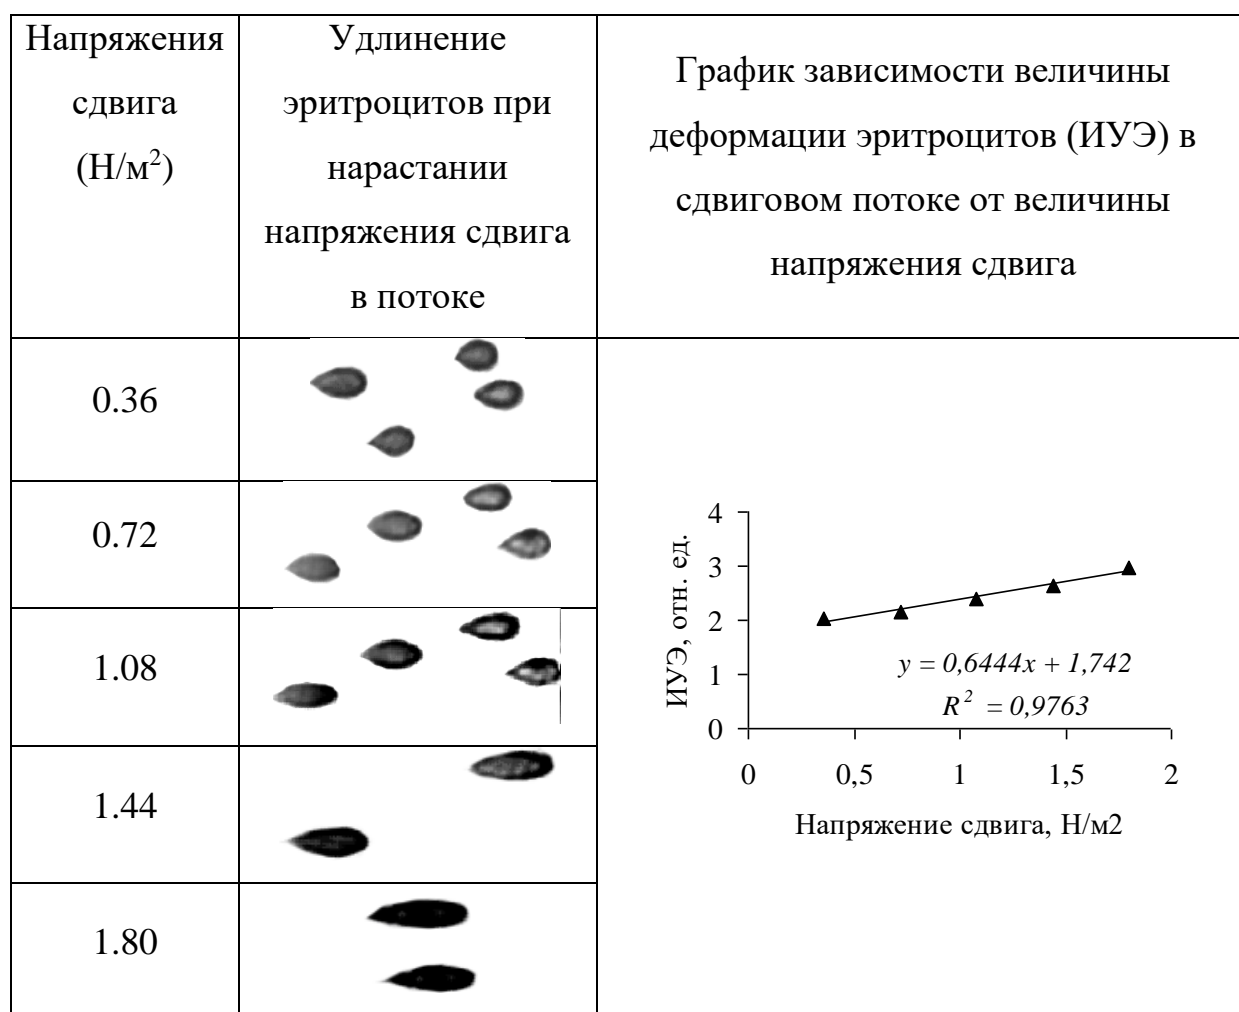 Напряжения
сдвига
(Н/м²)
Удлинение
эритроцитов при
нарастании
напряжения сдвига
в потоке
График зависимости величины
деформации эритроцитов (ИУЭ) в
сдвиговом потоке от величины
напряжения сдвига
0.36
0.72
1.08
1.44
1.80
ИУЭ, отн. ед.
4
3
2
1
0
y = 0,6444x + 1,742
R² = 0,9763
0 0,5 1 1,5 2
Напряжение сдвига, Н/м2